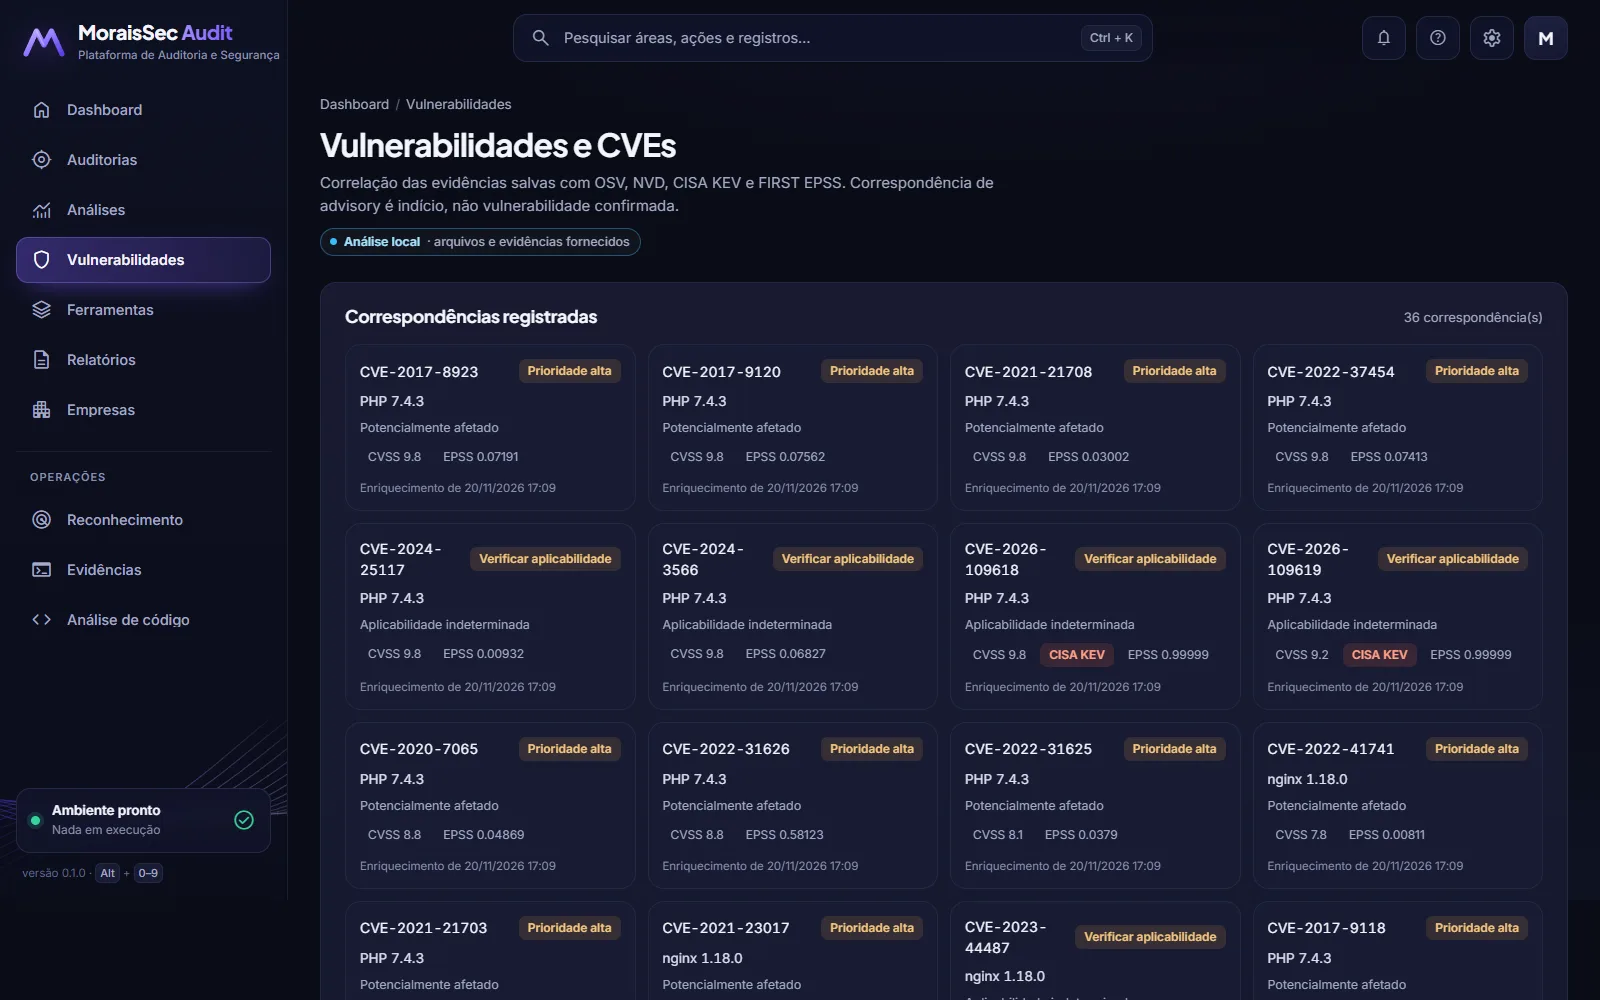 MoraisSec Audit
Plataforma de Auditoria e Segurança
Pesquisar áreas, ações e registros...
Ctrl + K
M
Dashboard
Auditorias
Análises
Vulnerabilidades
Ferramentas
Relatórios
Empresas
OPERAÇÕES
Reconhecimento
Evidências
Análise de código
Ambiente pronto
Nada em execução
versão 0.1.0 · Alt + 0–9
Dashboard / Vulnerabilidades
Vulnerabilidades e CVEs
Correlação das evidências salvas com OSV, NVD, CISA KEV e FIRST EPSS. Correspondência de
advisory é indício, não vulnerabilidade confirmada.
Análise local · arquivos e evidências fornecidos
Correspondências registradas
36 correspondência(s)
CVE-2017-8923
Prioridade alta
PHP 7.4.3
Potencialmente afetado
CVSS 9.8 EPSS 0.07191
Enriquecimento de 20/11/2026 17:09
CVE-2017-9120
Prioridade alta
PHP 7.4.3
Potencialmente afetado
CVSS 9.8 EPSS 0.07562
Enriquecimento de 20/11/2026 17:09
CVE-2021-21708
Prioridade alta
PHP 7.4.3
Potencialmente afetado
CVSS 9.8 EPSS 0.03002
Enriquecimento de 20/11/2026 17:09
CVE-2022-37454
Prioridade alta
PHP 7.4.3
Potencialmente afetado
CVSS 9.8 EPSS 0.07413
Enriquecimento de 20/11/2026 17:09
CVE-2024-
25117
Verificar aplicabilidade
PHP 7.4.3
Aplicabilidade indeterminada
CVSS 9.8 EPSS 0.00932
Enriquecimento de 20/11/2026 17:09
CVE-2024-
3566
Verificar aplicabilidade
PHP 7.4.3
Aplicabilidade indeterminada
CVSS 9.8 EPSS 0.06827
Enriquecimento de 20/11/2026 17:09
CVE-2026-
109618
Verificar aplicabilidade
PHP 7.4.3
Aplicabilidade indeterminada
CVSS 9.8 CISA KEV EPSS 0.99999
Enriquecimento de 20/11/2026 17:09
CVE-2026-
109619
Verificar aplicabilidade
PHP 7.4.3
Aplicabilidade indeterminada
CVSS 9.2 CISA KEV EPSS 0.99999
Enriquecimento de 20/11/2026 17:09
CVE-2020-7065
Prioridade alta
PHP 7.4.3
Potencialmente afetado
CVSS 8.8 EPSS 0.04869
Enriquecimento de 20/11/2026 17:09
CVE-2022-31626
Prioridade alta
PHP 7.4.3
Potencialmente afetado
CVSS 8.8 EPSS 0.58123
Enriquecimento de 20/11/2026 17:09
CVE-2022-31625
Prioridade alta
PHP 7.4.3
Potencialmente afetado
CVSS 8.1 EPSS 0.0379
Enriquecimento de 20/11/2026 17:09
CVE-2022-41741
Prioridade alta
nginx 1.18.0
Potencialmente afetado
CVSS 7.8 EPSS 0.00811
Enriquecimento de 20/11/2026 17:09
CVE-2021-21703
Prioridade alta
PHP 7.4.3
Potencialmente afetado
CVE-2021-23017
Prioridade alta
nginx 1.18.0
Potencialmente afetado
CVE-2023-
44487
Verificar aplicabilidade
nginx 1.18.0
CVE-2017-9118
Prioridade alta
PHP 7.4.3
Potencialmente afetado